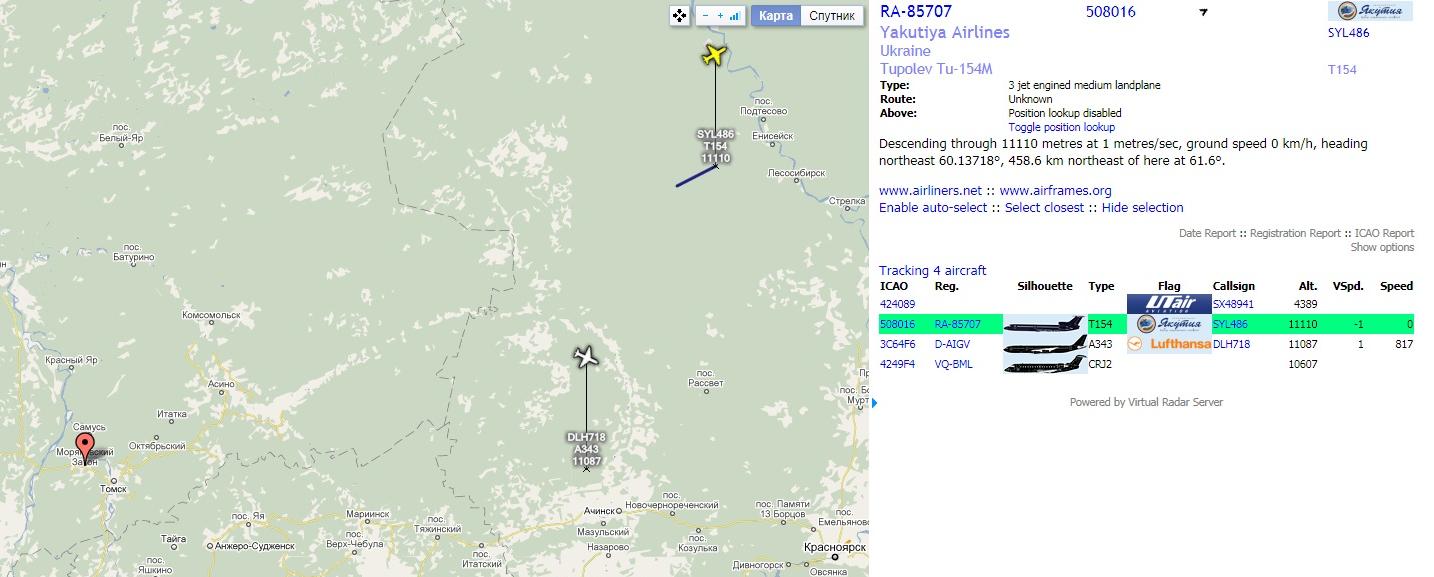 Карта
Спутник
пос.
Подтесово
Енисейск
Лесосибирск
Стрелка
SYL486
T154
11110
пос.
Белый-Яр
пос.
Батурино
Комсомольск
Красный Яр
Асино
Итатка
Самусь
Октябрьский
Томск
пос.
Рассвет
DLH718
A343
11087
Ачинск
пос.
Новочернореченский
пос. Памяти
13 Борцов
пос.
Емельяново
пос. Яя
Мариинск
пос.
Тяжинский
Мазульский
Назарово
пос.
Козулька
Тайга
Анжеро-Судженск
пос.
Верх-Чебула
пос.
Итатский
Красноярск
Дивногорск
Овсянка
пос.
Яшкино
RA-85707 508016
Якутия
Yakutiya Airlines SYL486
Ukraine
Tupolev Tu-154M T154
Type: 3 jet engined medium landplane
Route: Unknown
Above: Position lookup disabled
Toggle position lookup
Descending through 11110 metres at 1 metres/sec, ground speed 0 km/h, heading
northeast 60.13718°, 458.6 km northeast of here at 61.6°.
www.airliners.net :: www.airframes.org
Enable auto-select :: Select closest :: Hide selection
Date Report :: Registration Report :: ICAO Report
Show options
Tracking 4 aircraft
ICAO Reg. Silhouette Type Flag Callsign Alt. VSpd. Speed
424089 UTair AVIATION SX48941 4389
508016 RA-85707 T154 Якутия SYL486 11110 -1 0
3C64F6 D-AIGV A343 Lufthansa DLH718 11087 1 817
4249F4 VQ-BML CRJ2 10607
Powered by Virtual Radar Server